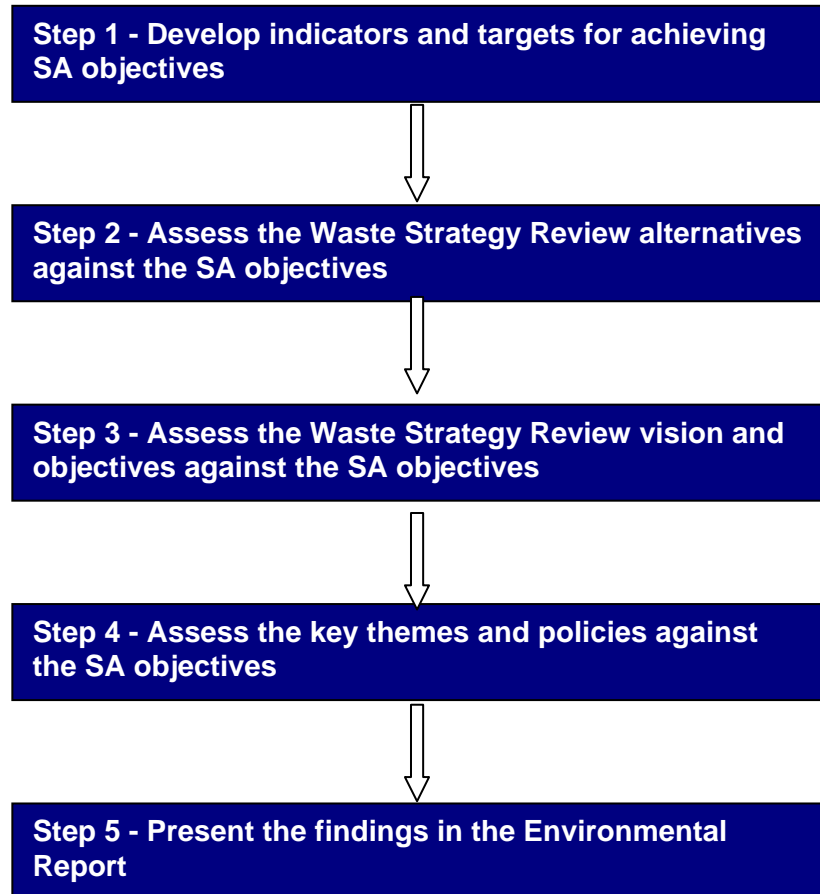 Step 1 - Develop indicators and targets for achieving
SA objectives
Step 2 - Assess the Waste Strategy Review alternatives
against the SA objectives
Step 3 - Assess the Waste Strategy Review vision and
objectives against the SA objectives
Step 4 - Assess the key themes and policies against
the SA objectives
Step 5 - Present the findings in the Environmental
Report